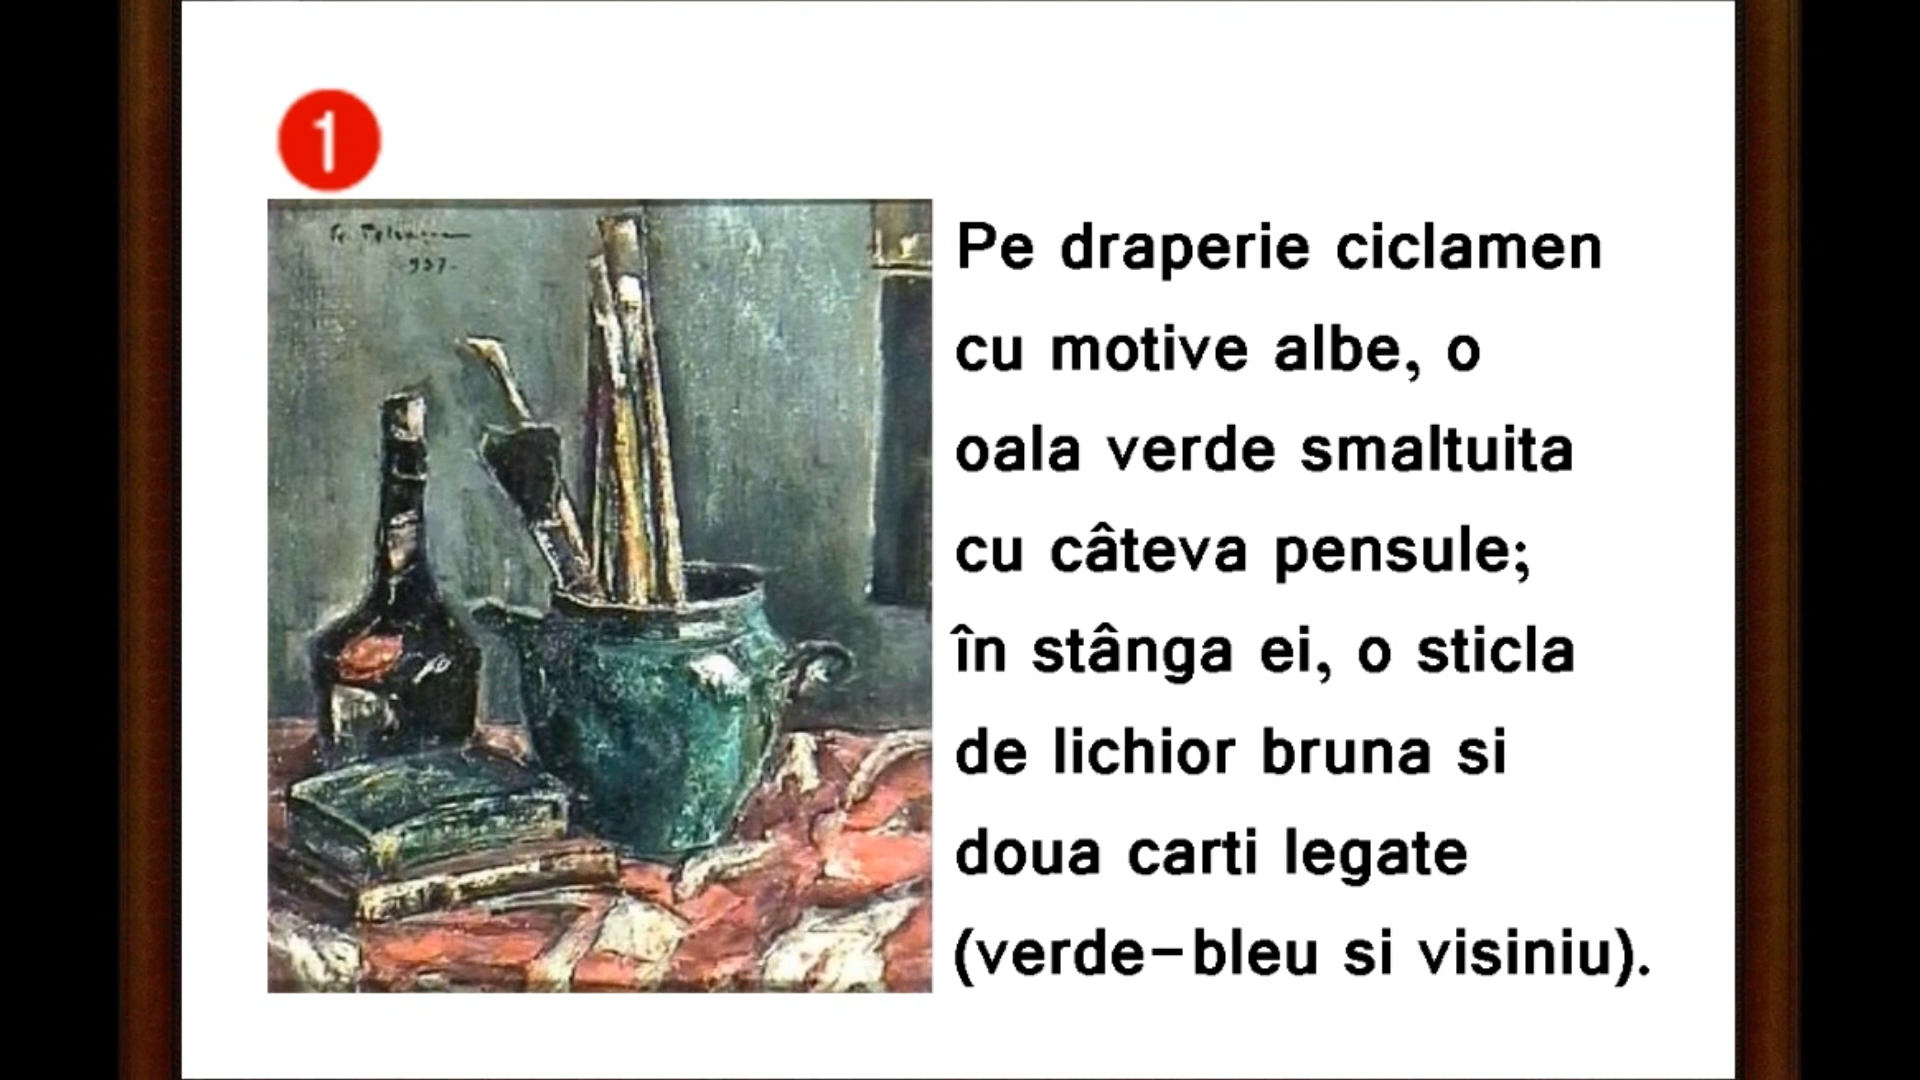 1
Pe draperie ciclamen
cu motive albe, o
oala verde smaltuita
cu câteva pensule;
în stânga ei, o sticla
de lichior bruna si
doua carti legate
(verde-bleu si visiniu).
937.